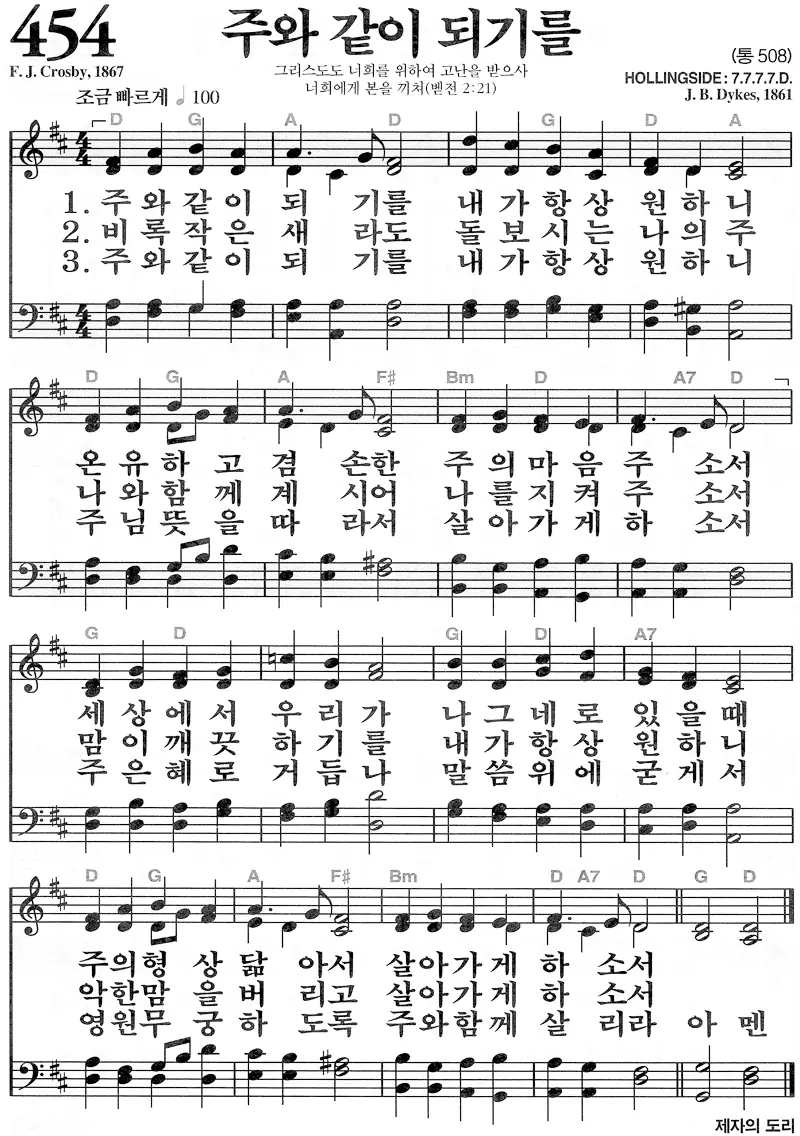 454
주와 같이 되기를
(통 508)
F. J. Crosby, 1867
그리스도도 너희를 위하여 고난을 받으사
너희에게 본을 끼쳐(벧전 2:21)
HOLLINGSIDE : 7.7.7.7.D.
J. B. Dykes, 1861
조금 빠르게 ♩ 100
D G A D G D A
4 4
1. 주와같이 되 기를 내가항상 원하니
2. 비록작은 새 라도 돌보시는 나의주
3. 주와같이 되 기를 내가항상 원하니
4 4
D G A F♯ Bm D A7 D
온유하고 겸 손한 주의마음 주 소서
나와함께 계 시어 나를지켜 주 소서
주님뜻을 따 라서 살아가게 하 소서
G D G D A7
세상에서 우리가 나그네로 있을때
맘이깨끗 하기를 내가항상 원하니
주은혜로 거듭나 말씀위에 굳게서
D G A F♯ Bm D A7 D G D
주의형상 닮 아서 살아가게 하 소서
악한맘을 버 리고 살아가게 하 소서
영원무궁 하 도록 주와함께 살 리라 아멘
제자의 도리